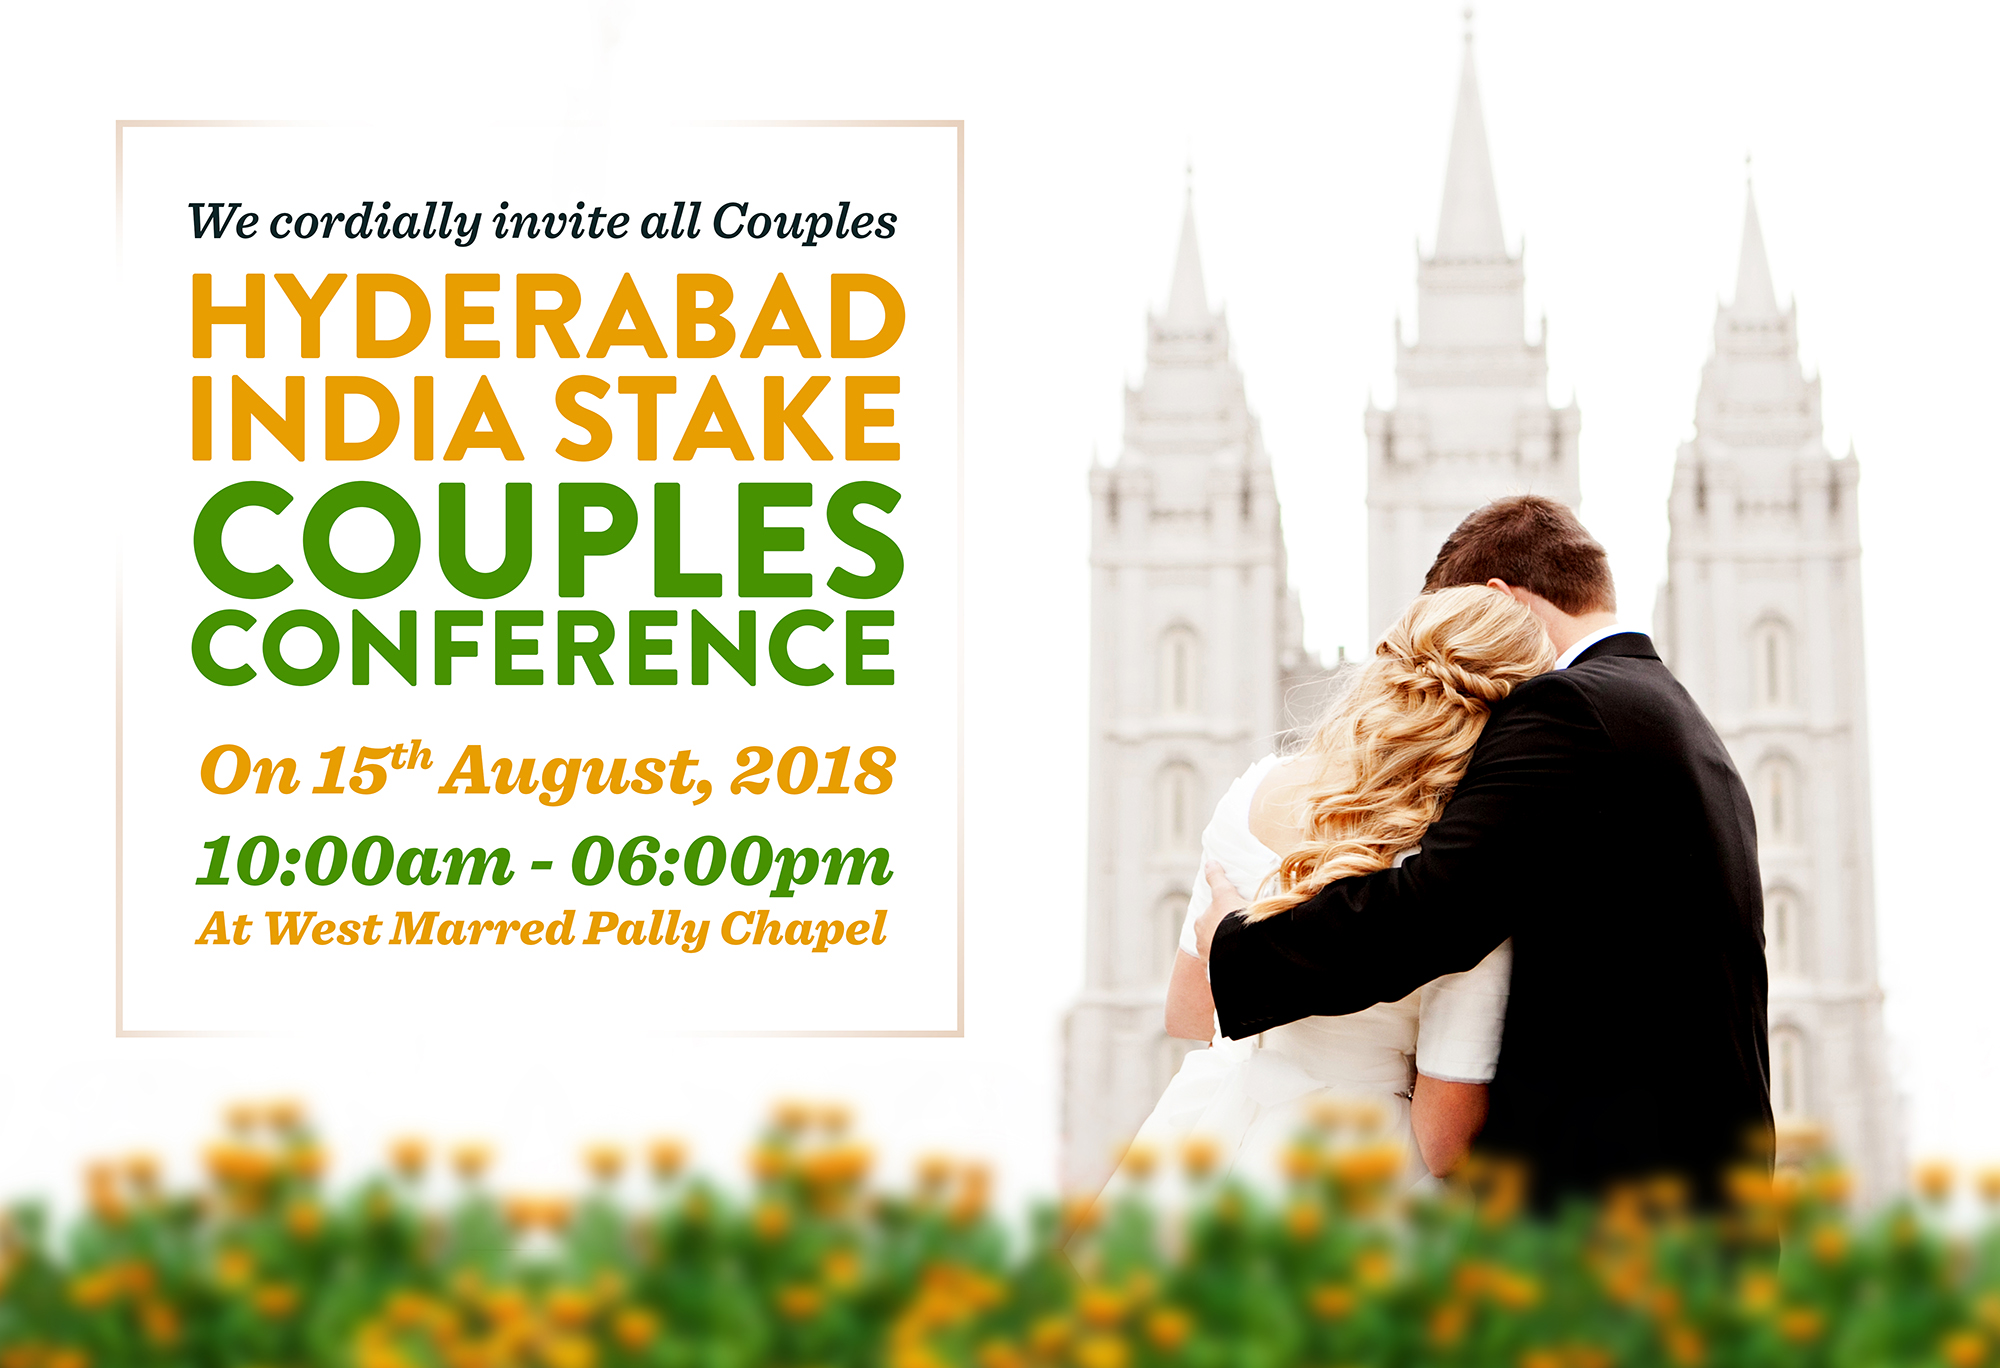 We cordially invite all Couples
HYDERABAD
INDIA STAKE
COUPLES
CONFERENCE
On 15th August, 2018
10:00am - 06:00pm
At West Marred Pally Chapel